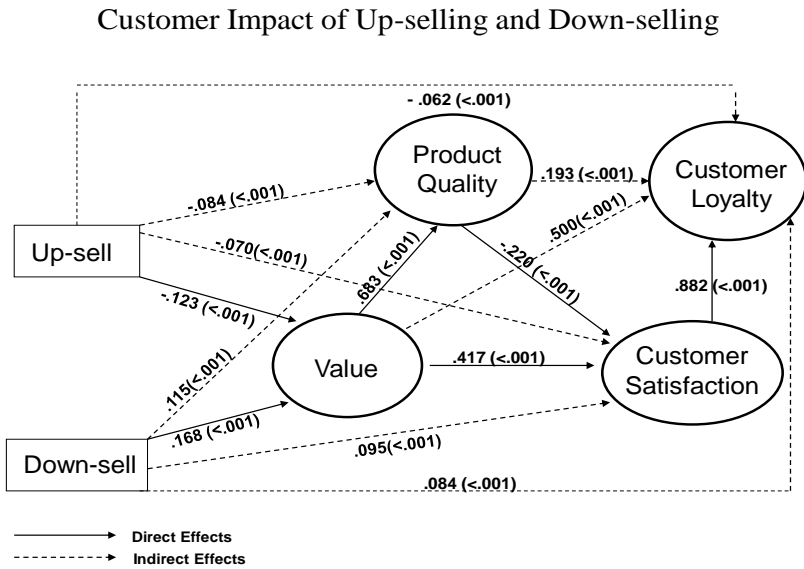 Customer Impact of Up-selling and Down-selling
- .062 (<.001)
Product
Quality
.193 (<.001)
Customer
Loyalty
-.084 (<.001)
.500(<.001)
Up-sell
-.070(<.001)
.683 (<.001)
-.220 (<.001)
.882 (<.001)
-.123 (<.001)
Value
.417 (<.001)
Customer
Satisfaction
.115(<.001)
.168 (<.001)
.095(<.001)
Down-sell
.084 (<.001)
Direct Effects
Indirect Effects